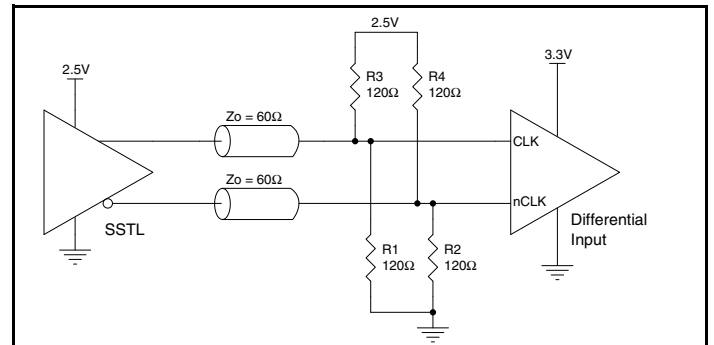 2.5V
2.5V
3.3V
R3
120Ω
R4
120Ω
Zo = 60Ω
CLK
Zo = 60Ω
nCLK
SSTL
Differential
Input
R1
120Ω
R2
120Ω